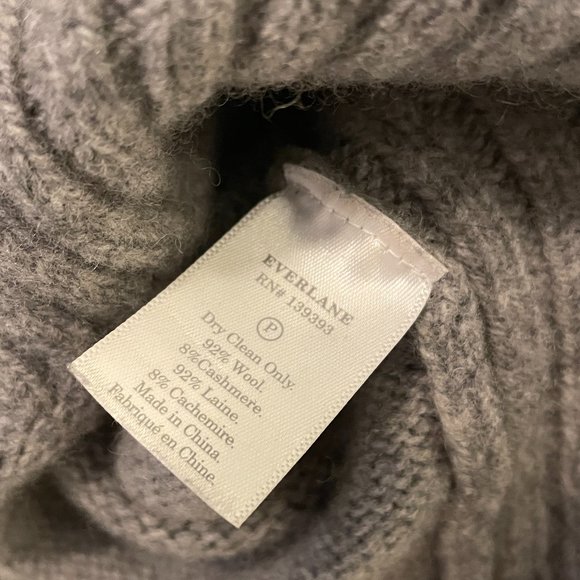 EVERLANE
RN# 139393
P
Dry Clean Only
92% Wool.
8%Cashmere.
92% Laine.
8% Cachemire.
Made in China
Fabriqué en Chine.